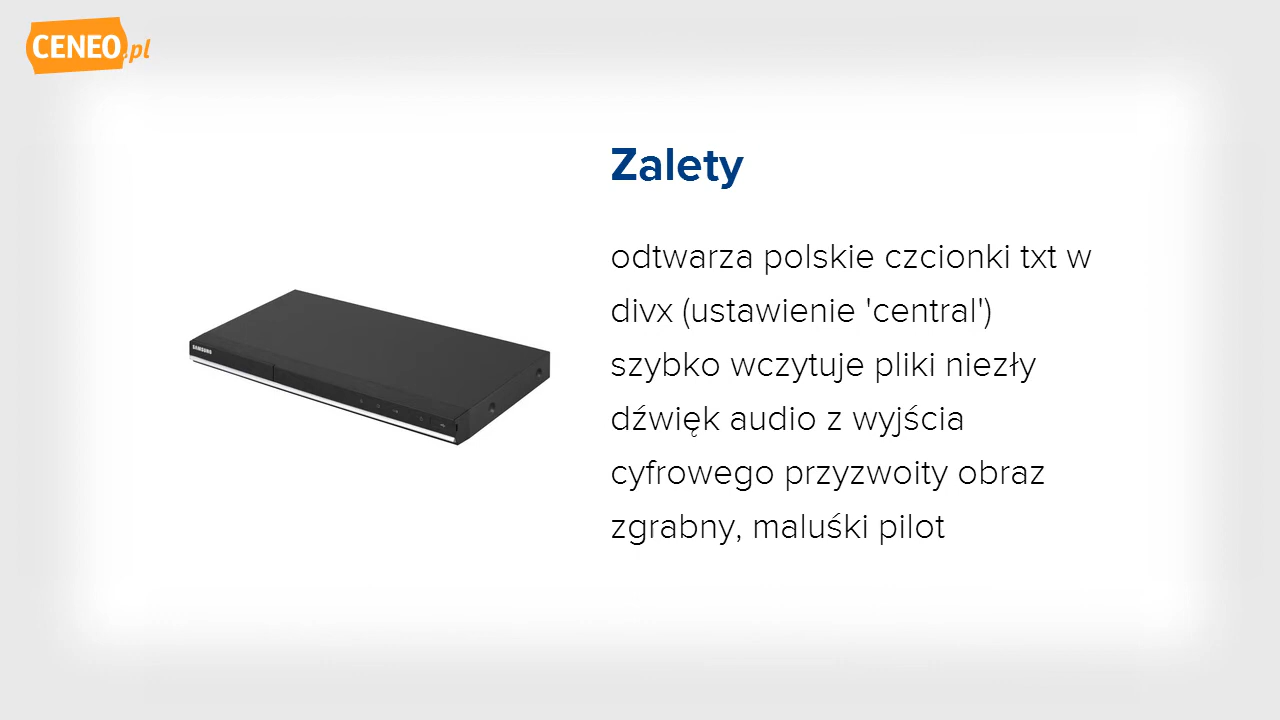 CENEO.pl
Zalety
odtwarza polskie czcionki txt w
divx (ustawienie 'central')
szybko wczytuje pliki niezły
dźwięk audio z wyjścia
cyfrowego przyzwoity obraz
zgrabny, maluśki pilot
SAMSUNG